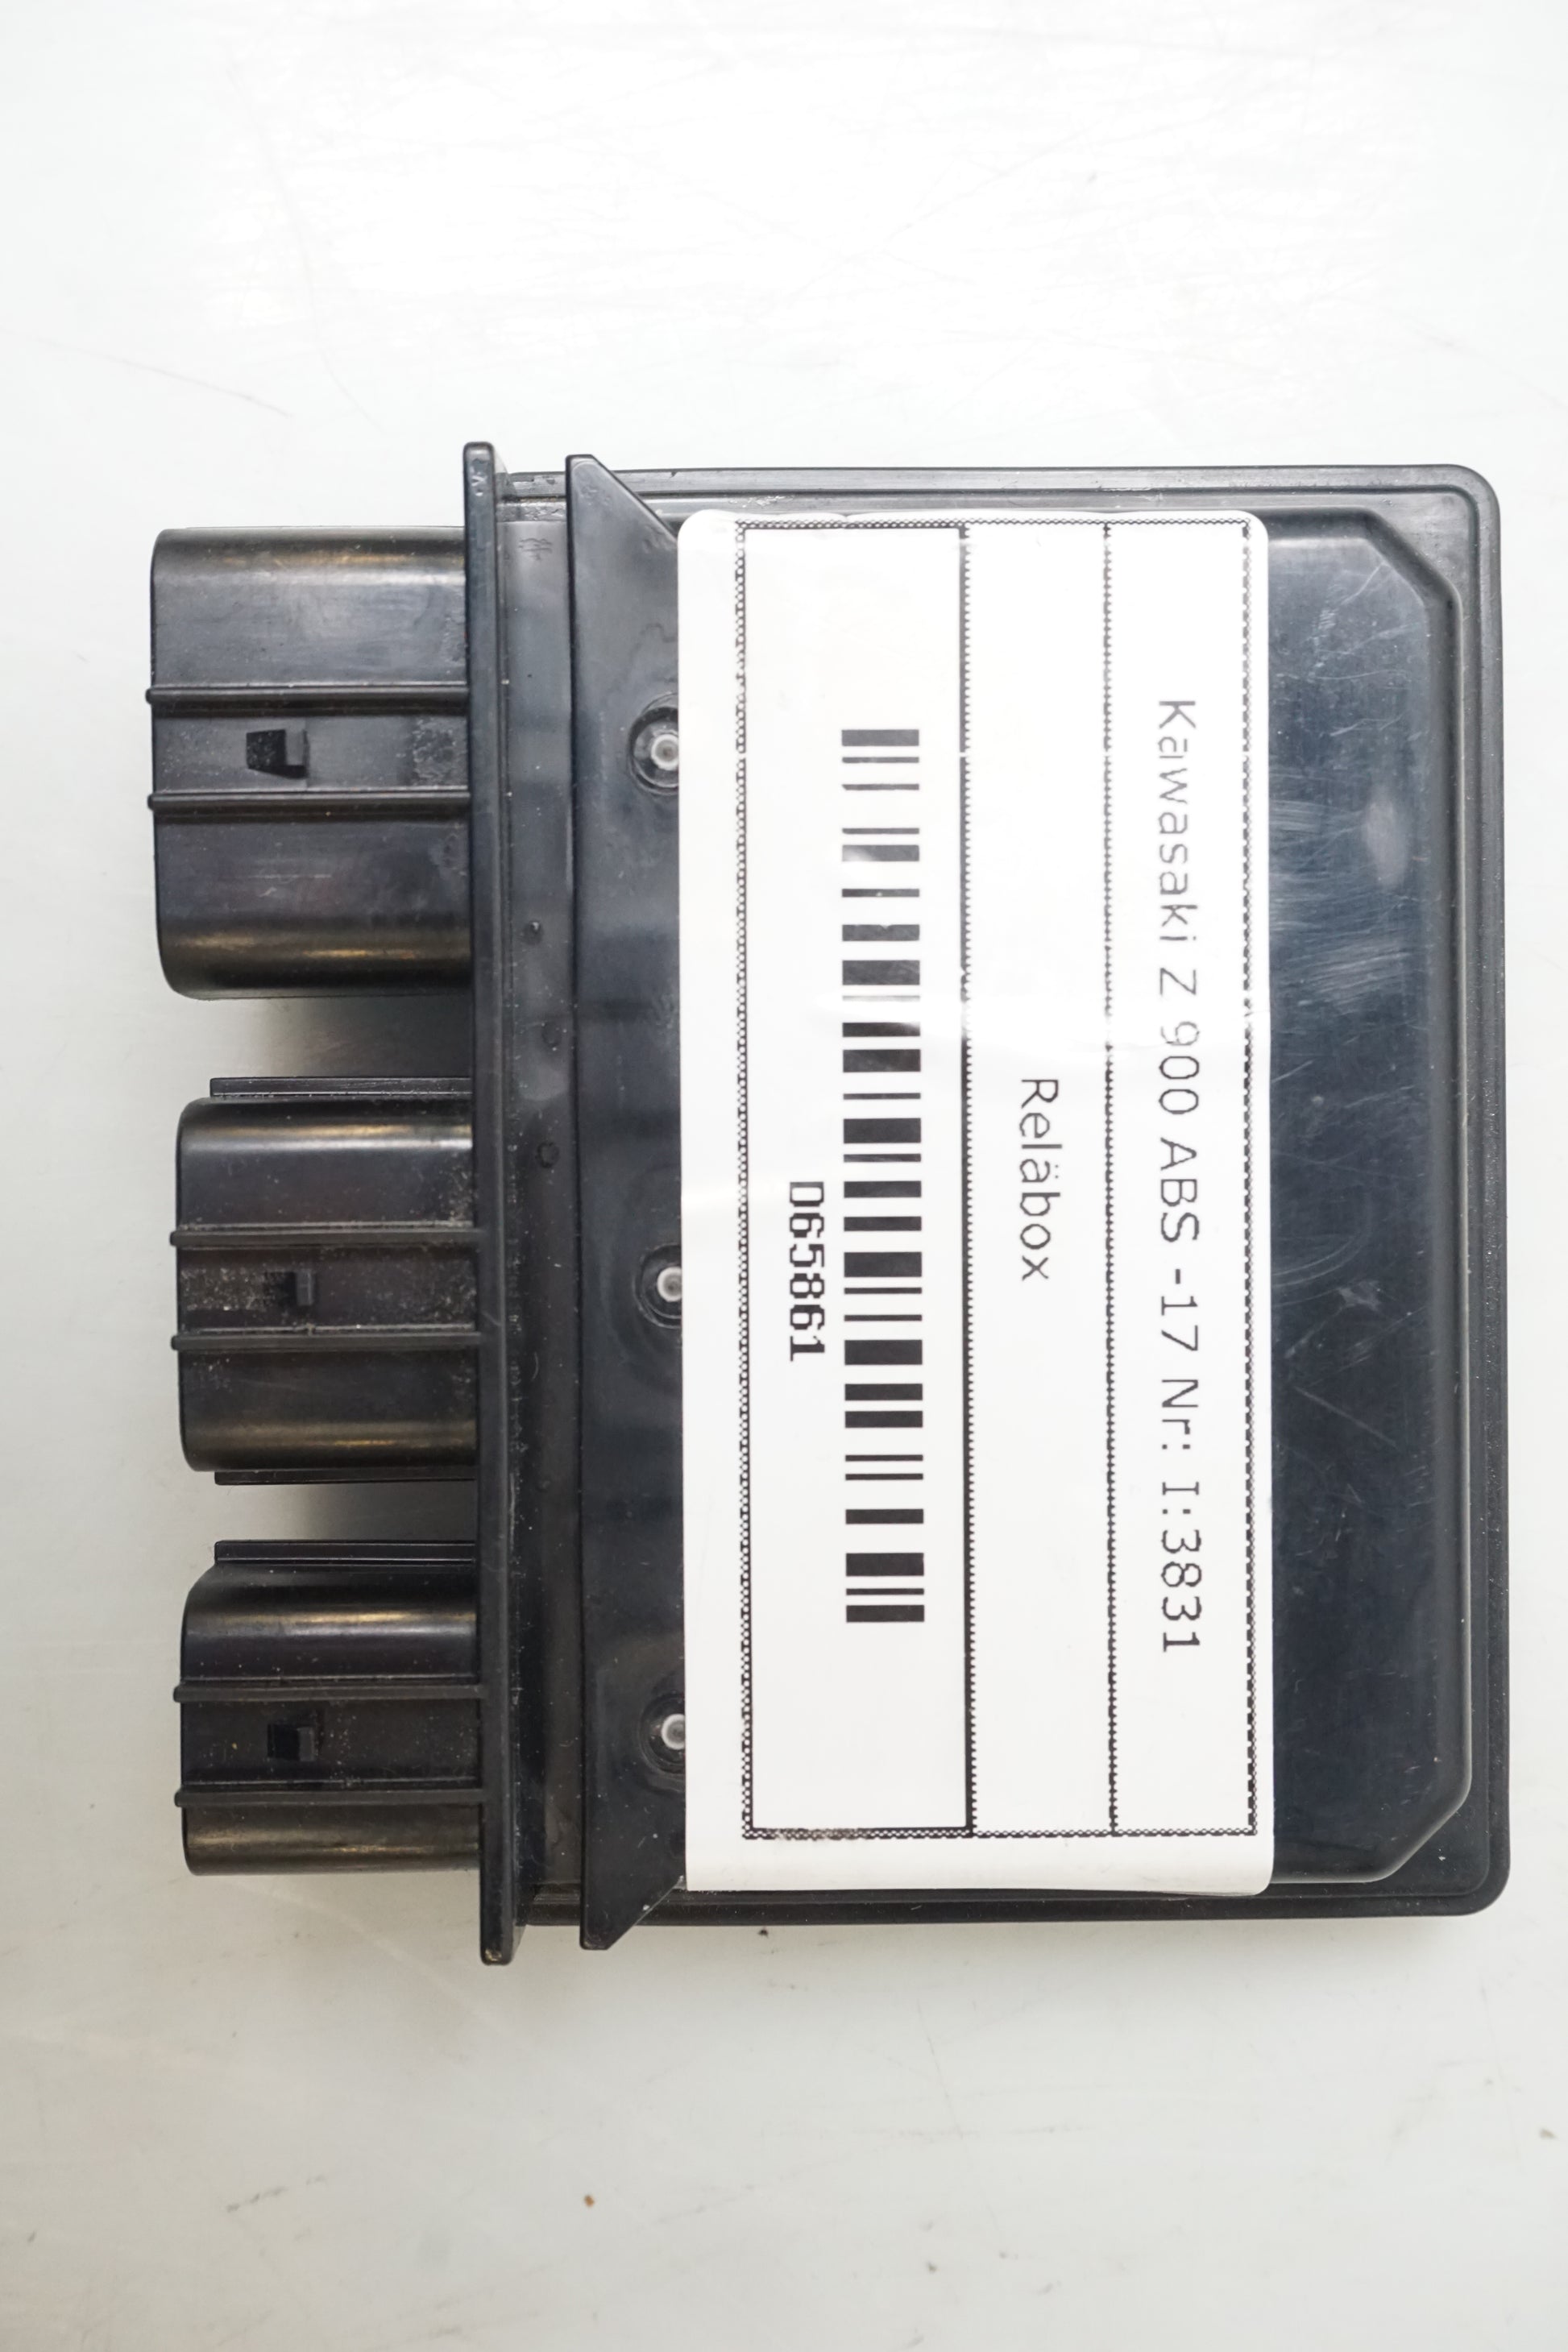 Kawasaki Z 900 ABS -17 Nr: I:3831
Reläbox
D65861